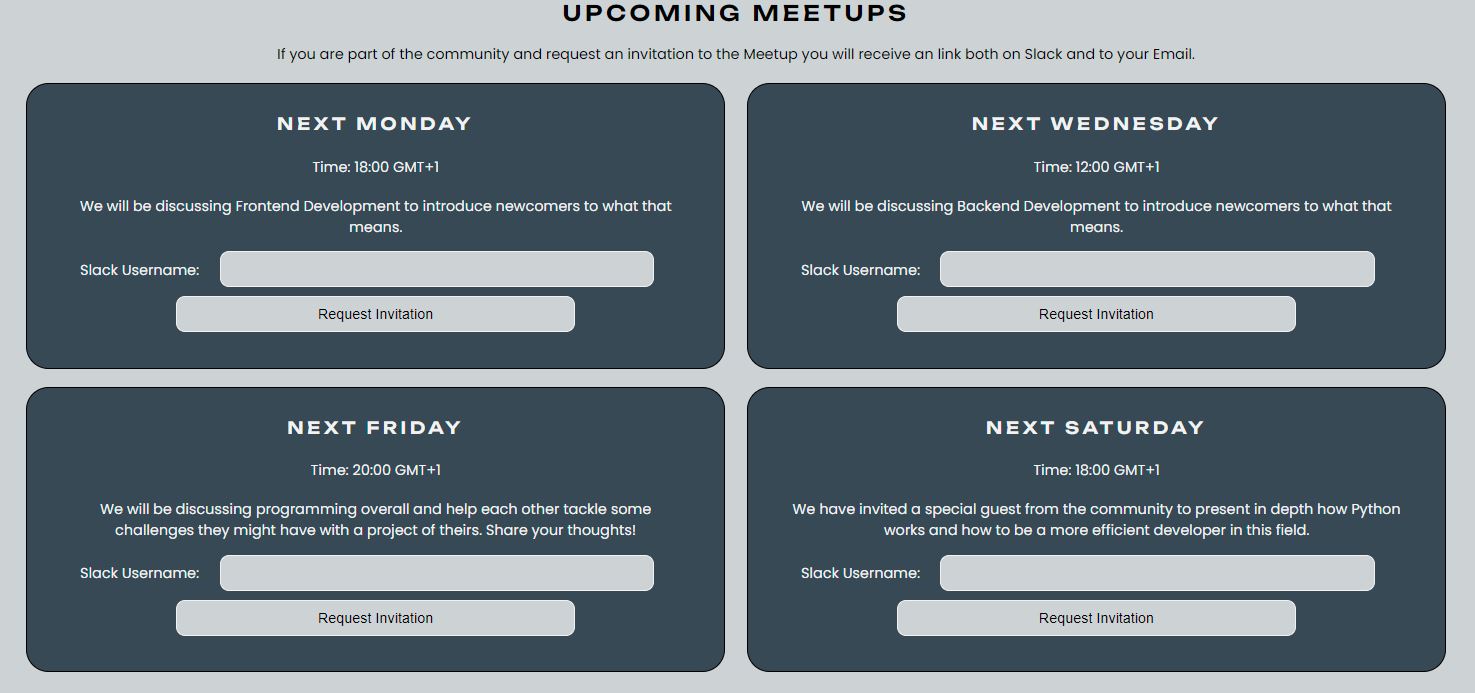 UPCOMING MEETUPS
If you are part of the community and request an invitation to the Meetup you will receive an link both on Slack and to your Email.
NEXT MONDAY
Time: 18:00 GMT+1
We will be discussing Frontend Development to introduce newcomers to what that
means.
Slack Username:
Request Invitation
NEXT WEDNESDAY
Time: 12:00 GMT+1
We will be discussing Backend Development to introduce newcomers to what that
means.
Slack Username:
Request Invitation
NEXT FRIDAY
Time: 20:00 GMT+1
We will be discussing programming overall and help each other tackle some
challenges they might have with a project of theirs. Share your thoughts!
Slack Username:
Request Invitation
NEXT SATURDAY
Time: 18:00 GMT+1
We have invited a special guest from the community to present in depth how Python
works and how to be a more efficient developer in this field.
Slack Username:
Request Invitation